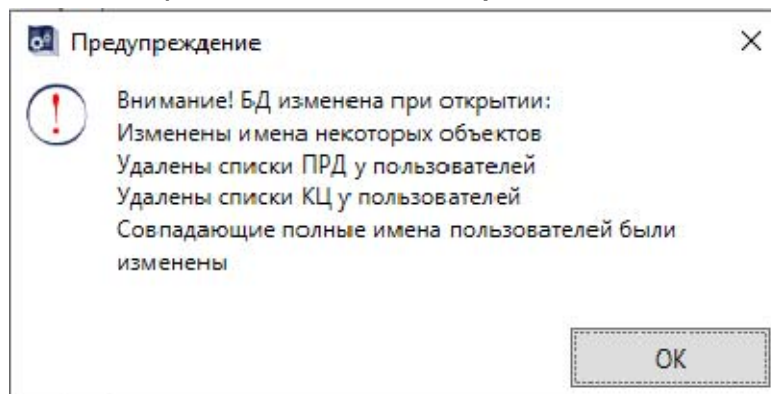 Предупреждение
Внимание! БД изменена при открытии:
Изменены имена некоторых объектов
Удалены списки ПРД у пользователей
Удалены списки КЦ у пользователей
Совпадающие полные имена пользователей были
изменены
OK